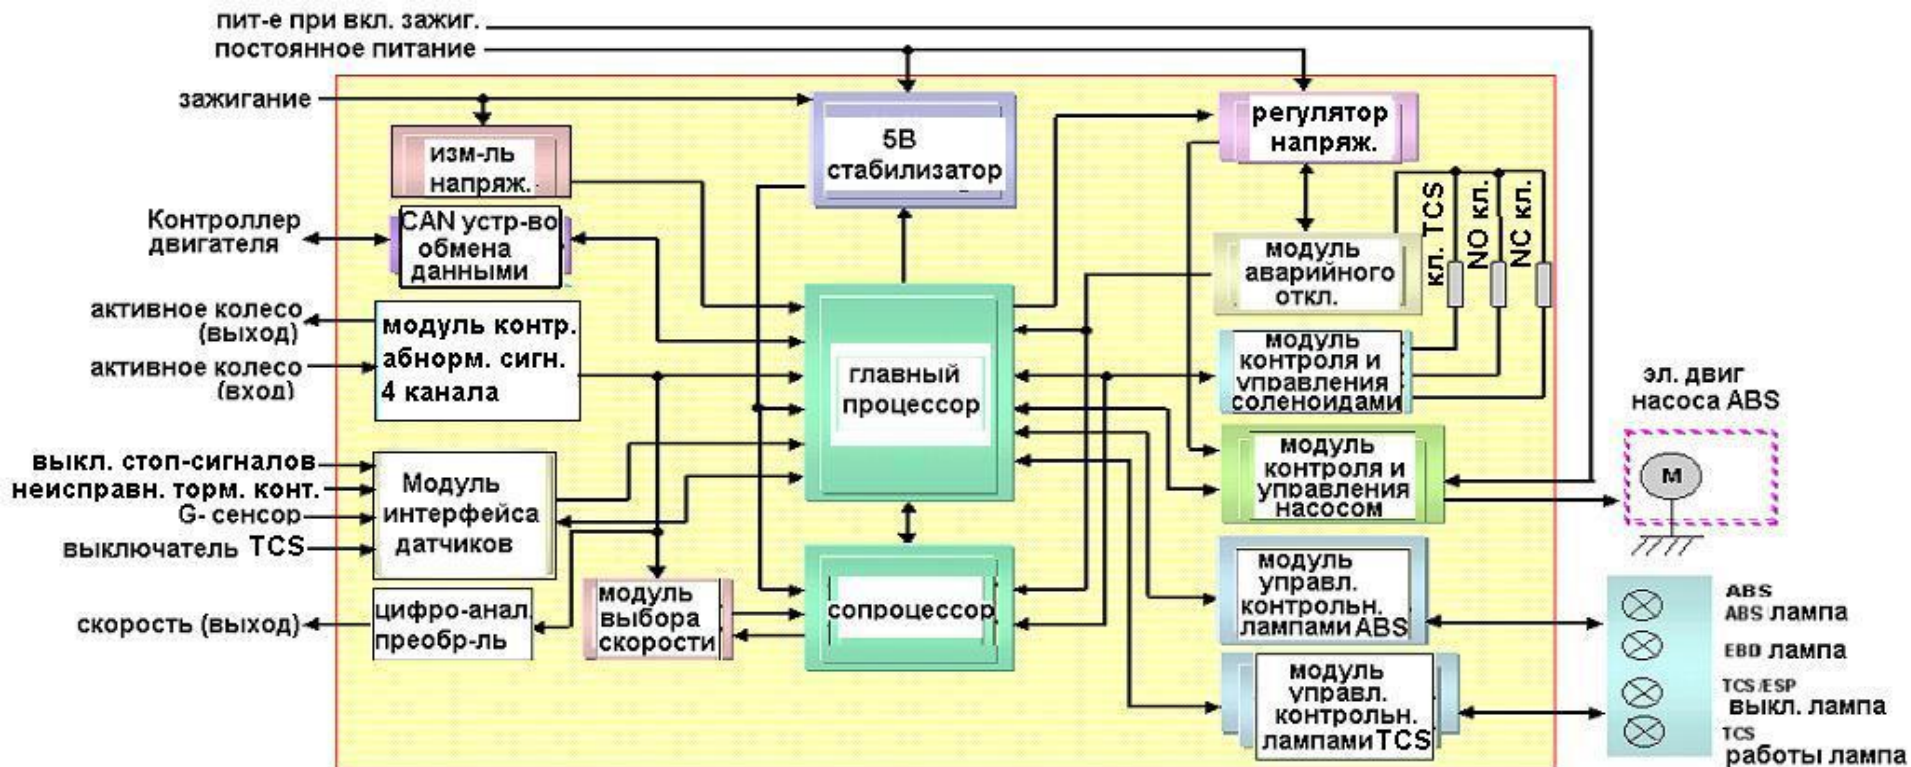 пит-е при вкл. зажиг.
постоянное питание
зажигание
изм-ль
напряж.
5В
стабилизатор
регулятор
напряж.
Контроллер
двигателя
CAN устр-во
обмена
данными
модуль
аварийного
откл.
кл. TCS
NO кл.
NC кл.
активное колесо
(выход)
активное колесо
(вход)
модуль контр.
абнорм. сигн.
4 канала
главный
процессор
модуль
контроля и
управления
соленоидами
эл. двиг
насоса ABS
M
выкл. стоп-сигналов
неисправн. торм. конт.
G- сенсор
выключатель TCS
Модуль
интерфейса
датчиков
модуль
контроля и
управления
насосом
скорость (выход)
цифро-анал.
преобр-ль
модуль
выбора
скорости
сопроцессор
модуль
управл.
контрольн.
лампами ABS
модуль
управл.
контрольн.
лампами TCS
ABS
ABS лампа
EBD лампа
TCS/ESP
выкл. лампа
TCS
работы лампа